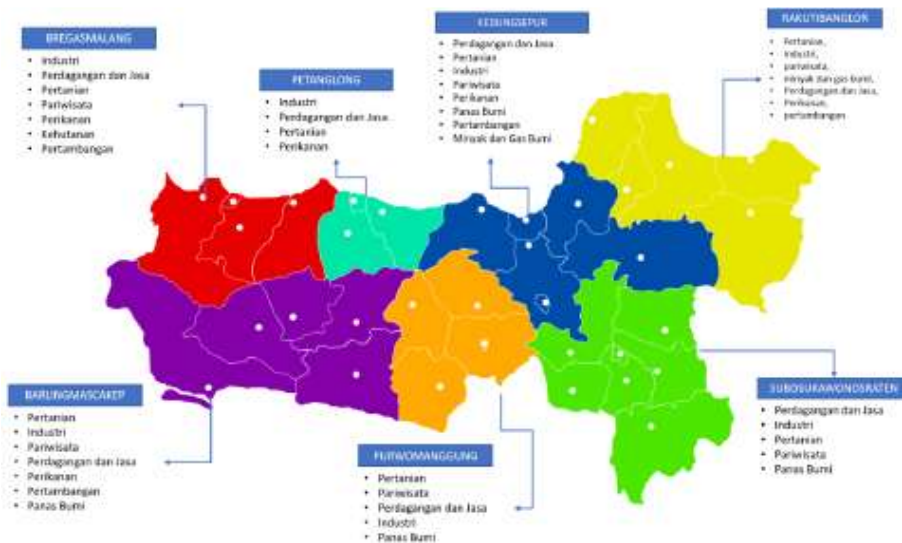 BREGASMALANG
• Industri
• Perdagangan dan Jasa
• Pertanian
• Pariwisata
• Perikanan
• Kehutanan
• Pertambangan
PETANGLONG
• Industri
• Perdagangan dan Jasa
• Pertanian
• Perikanan
KEDUNGSEPUR
• Perdagangan dan Jasa
• Pertanian
• Industri
• Pariwisata
• Perikanan
• Panas Bumi
• Pertambangan
• Minyak dan Gas Bumi
RAKUTIBANGLOR
• Pertanian,
• Industri,
• pariwisata,
• minyak dan gas bumi,
• Perdagangan dan Jasa,
• Perikanan,
• pertambangan
BARLINGMASCAKEP
• Pertanian
• Industri
• Pariwisata
• Perdagangan dan Jasa
• Perikanan
• Pertambangan
• Panas Bumi
PURWOMANGGUNG
• Pertanian
• Pariwisata
• Perdagangan dan Jasa
• Industri
• Panas Bumi
SUBOSUKAWONOSRATEN
• Perdagangan dan Jasa
• Industri
• Pertanian
• Pariwisata
• Panas Bumi